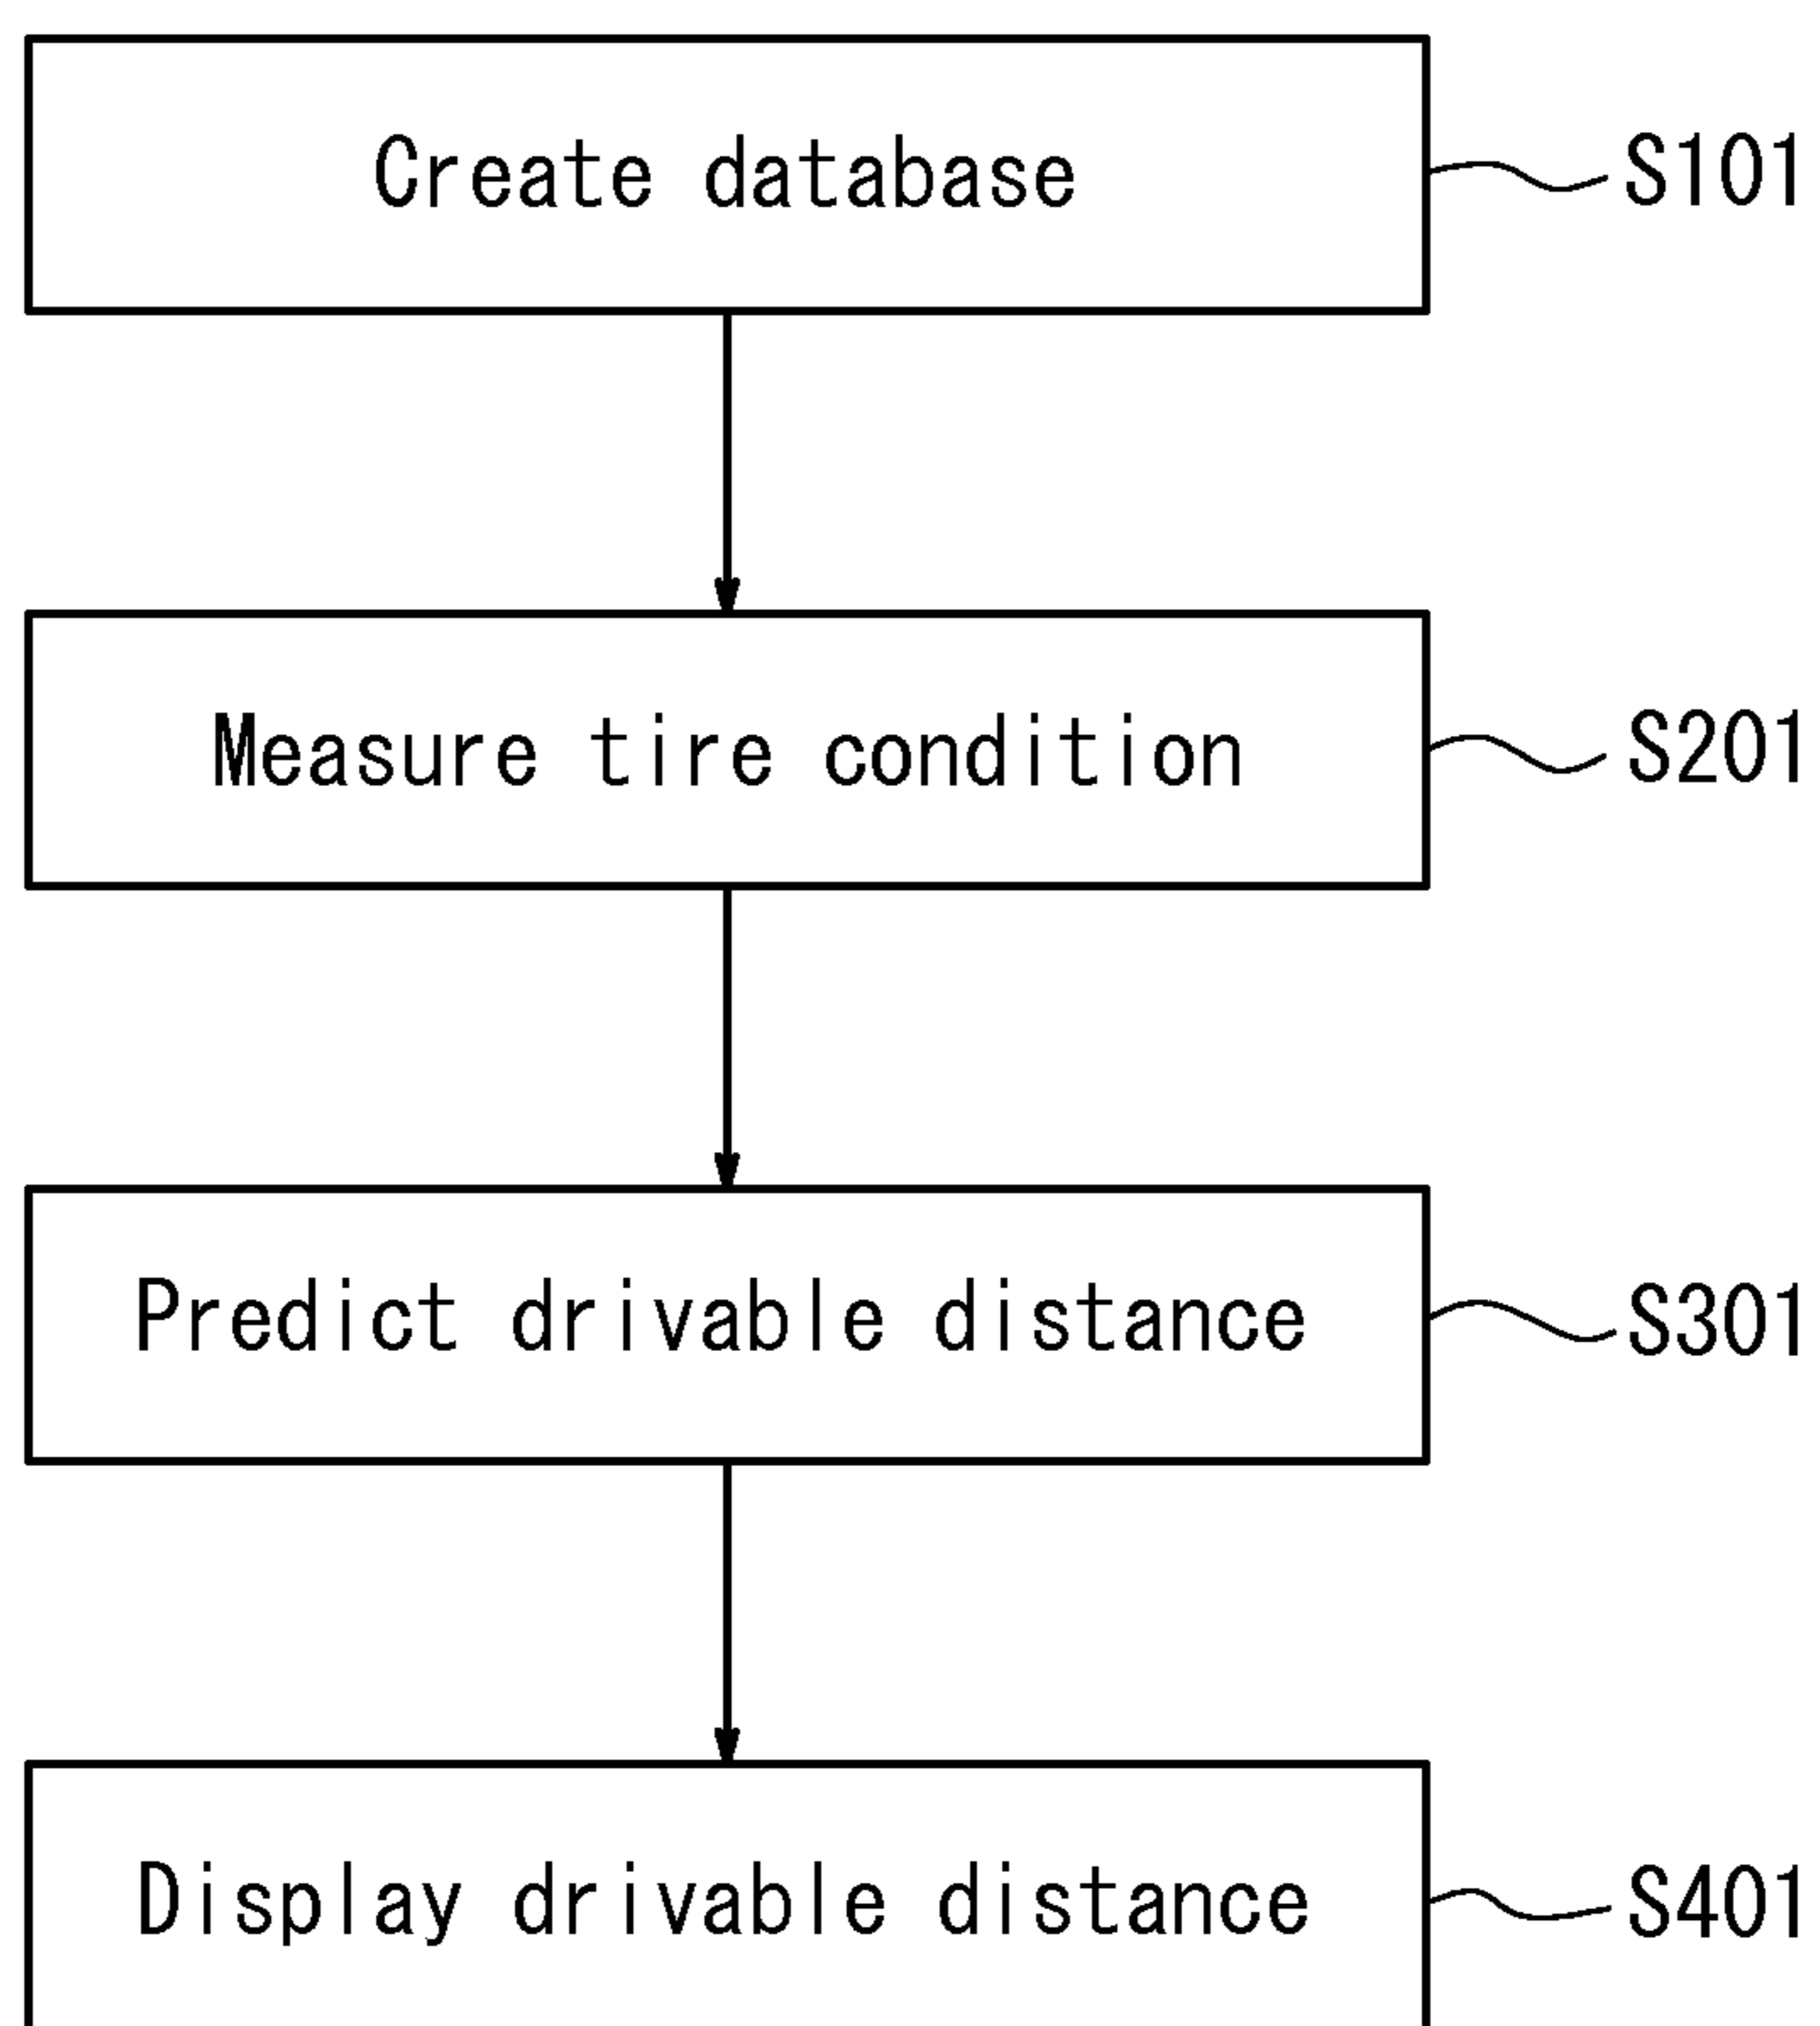 Create database S101
Measure tire condition S201
Predict drivable distance S301
Display drivable distance S401